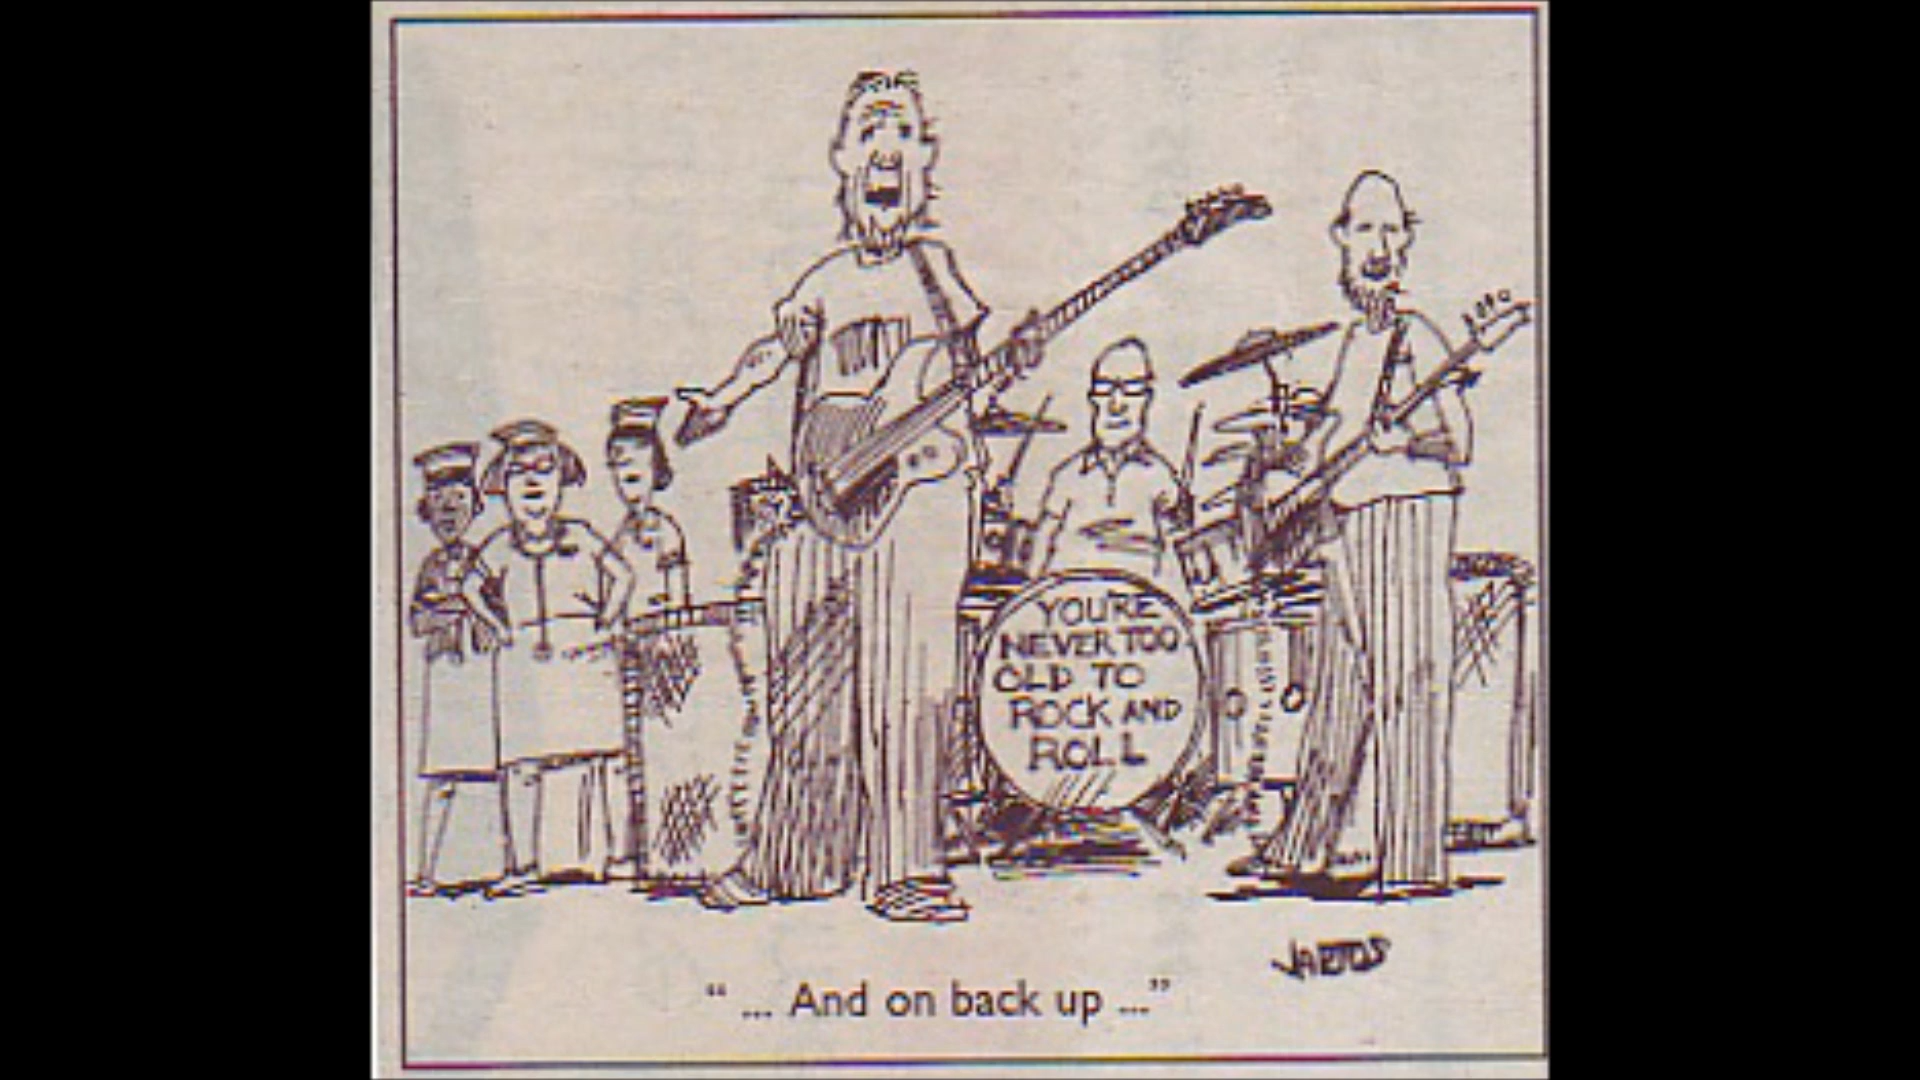 YOU'RE
NEVER TOO
OLD TO
ROCK AND
ROLL
“ ... And on back up ...”